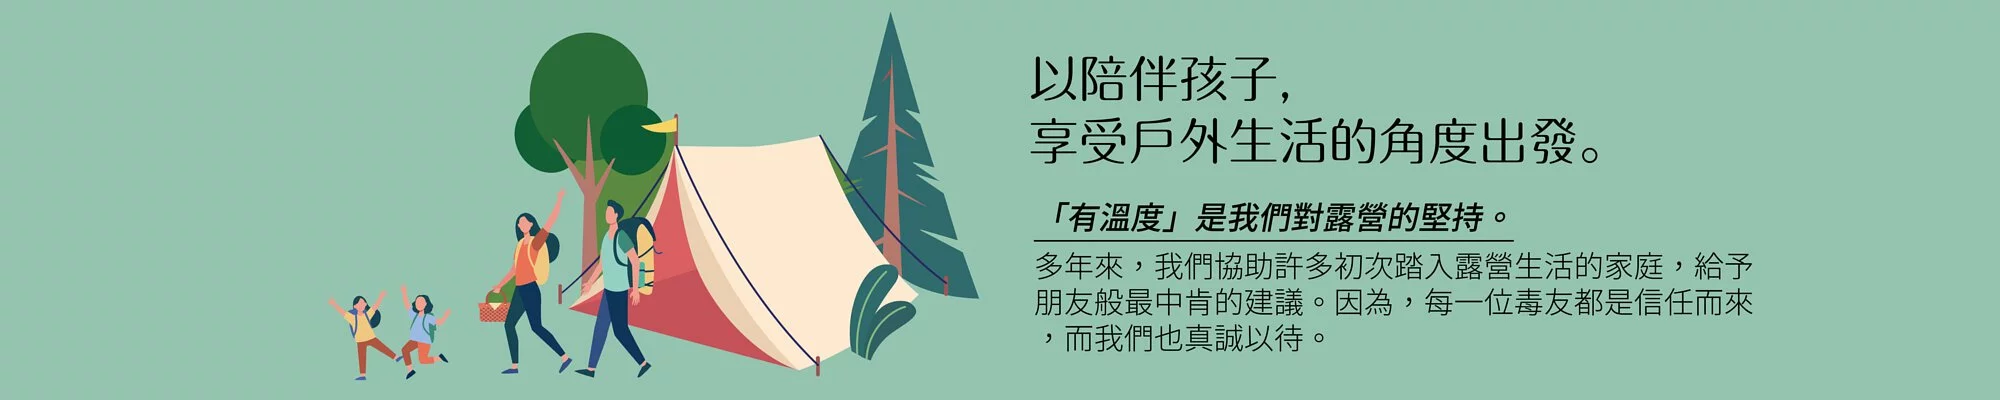 以陪伴孩子,
享受戶外生活的角度出發。
「有溫度」是我們對露營的堅持。
多年來，我們協助許多初次踏入露營生活的家庭，給予
朋友般最中肯的建議。因為，每一位毒友都是信任而來
，而我們也真誠以待。